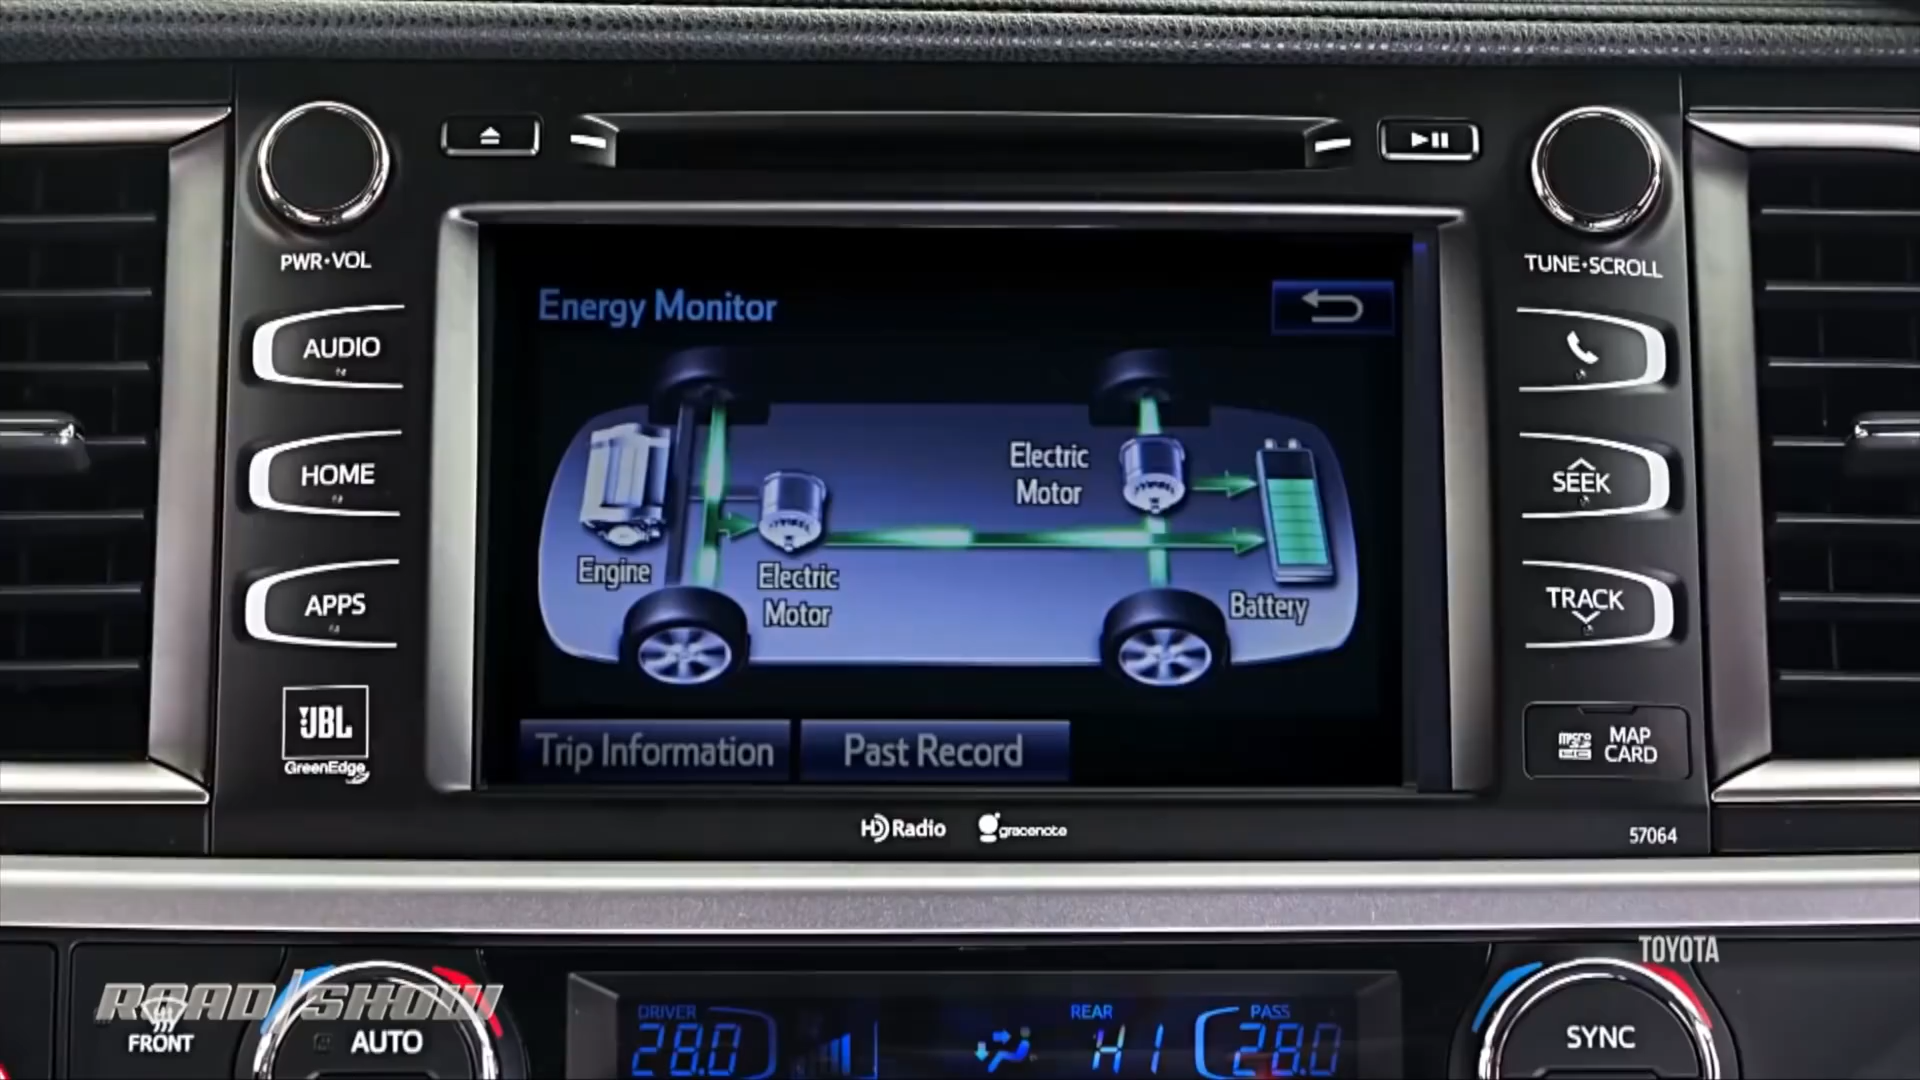 PWR•VOL
TUNE•SCROLL
AUDIO
HOME
APPS
JBL
GreenEdge
Energy Monitor
Electric
Motor
Engine
Electric
Motor
Battery
Trip Information
Past Record
SEEK
TRACK
micro
MAP
CARD
HD Radio
gracenote
57064
TOYOTA
ROAD/SHOW
FRONT
AUTO
DRIVER
28.0
REAR
HI
PASS
28.0
SYNC